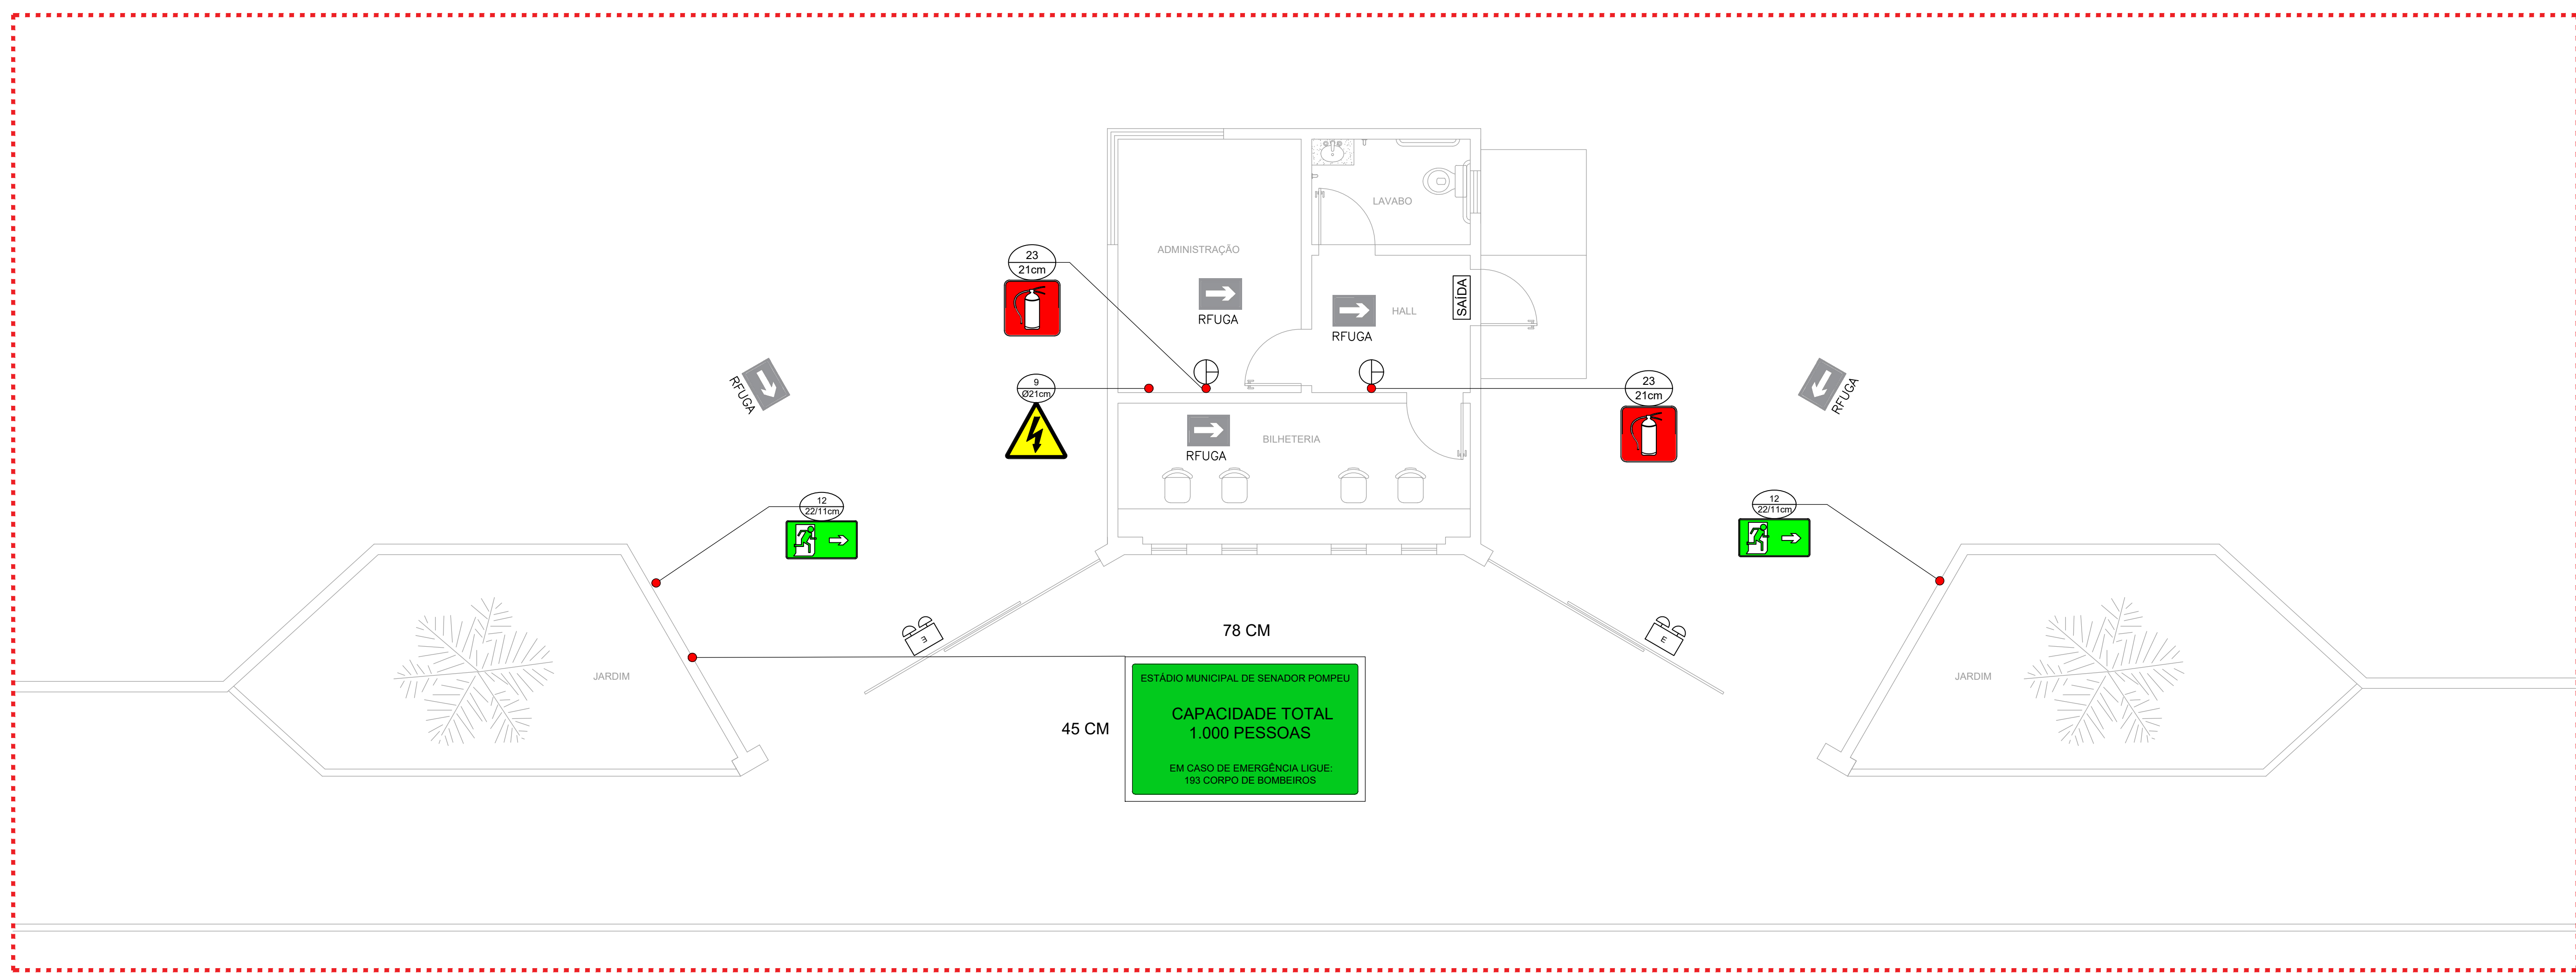 LAVABO
ADMINISTRAÇÃO
23
21cm
SAÍDA
HALL
RFUGA
RFUGA
RFUGA
RFUGA
9
Ø21cm
23
21cm
BILHETERIA
RFUGA
12
22/11cm
12
22/11cm
E
E
78 CM
JARDIM
JARDIM
ESTÁDIO MUNICIPAL DE SENADOR POMPEU
CAPACIDADE TOTAL
1.000 PESSOAS
45 CM
EM CASO DE EMERGÊNCIA LIGUE:
193 CORPO DE BOMBEIROS